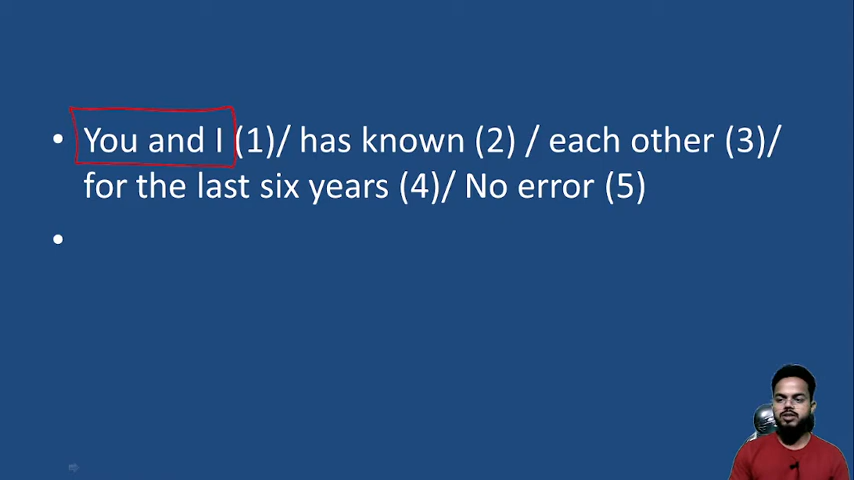 • You and I (1)/ has known (2) / each other (3)/
for the last six years (4)/ No error (5)
•